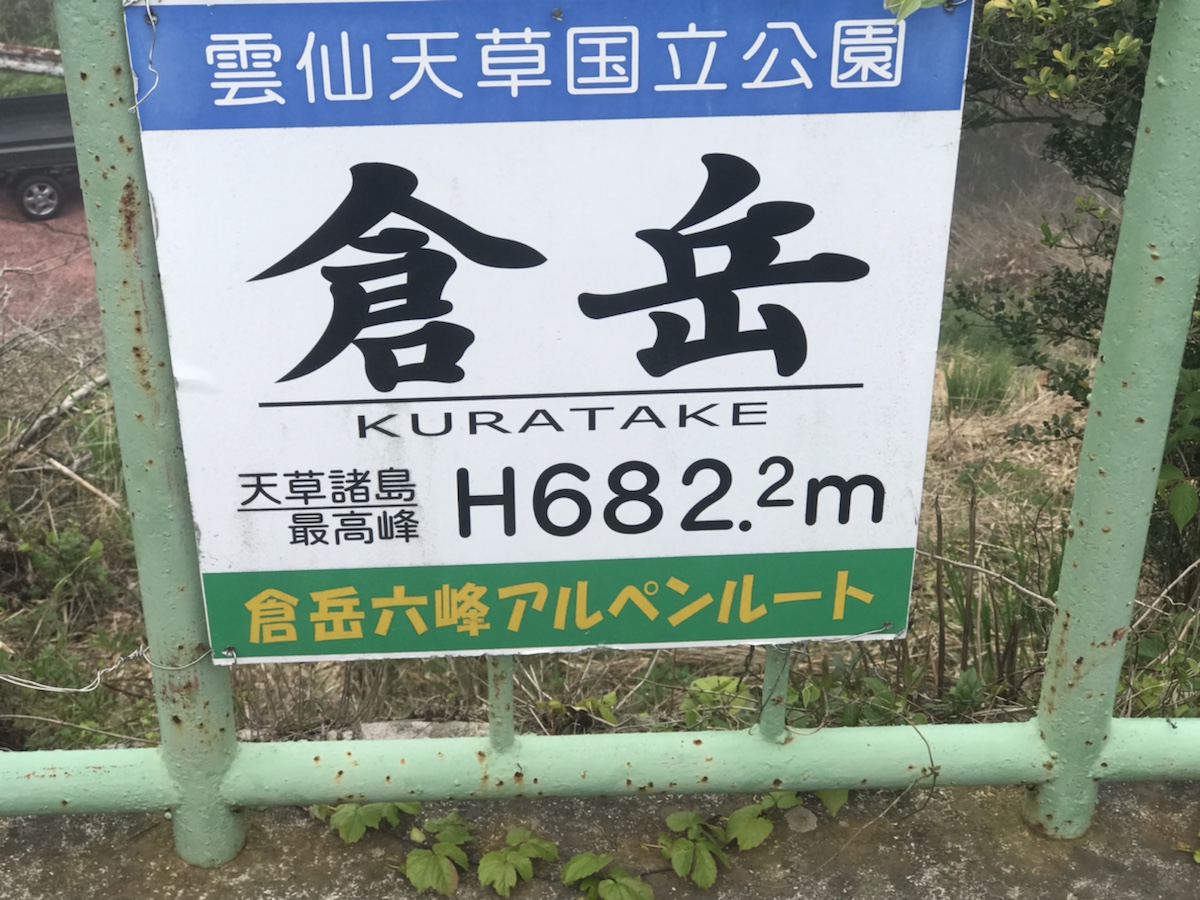 雲仙天草国立公園
倉岳
KURATAKE
天草諸島
最高峰
H682.2m
倉岳六峰アルペンルート